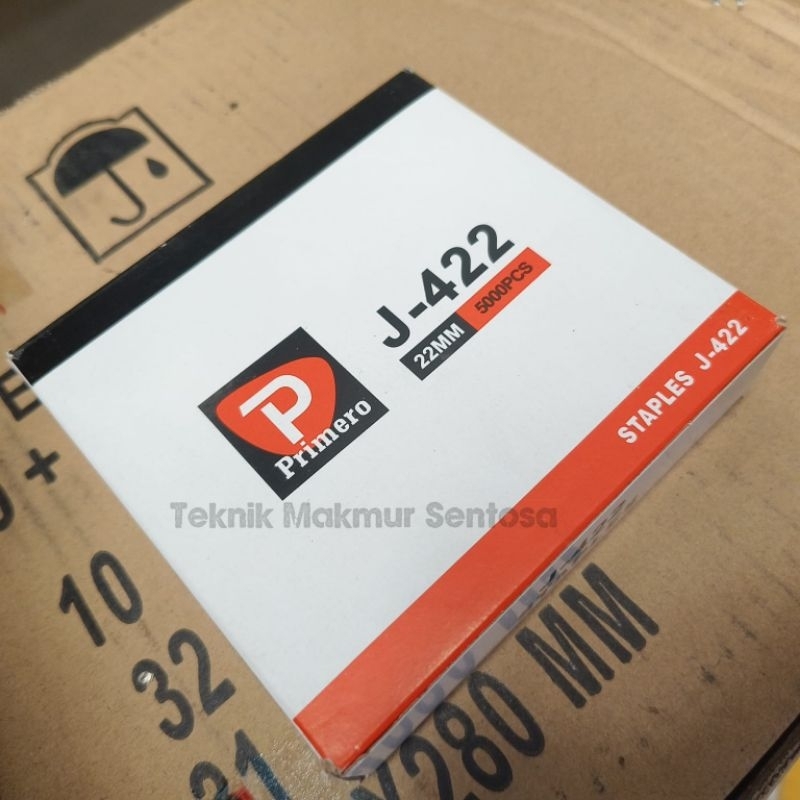 J-422
22MM 5000PCS
Primero
STAPLES J-422
Teknik Makmur Sentosa
10
32
280 MM